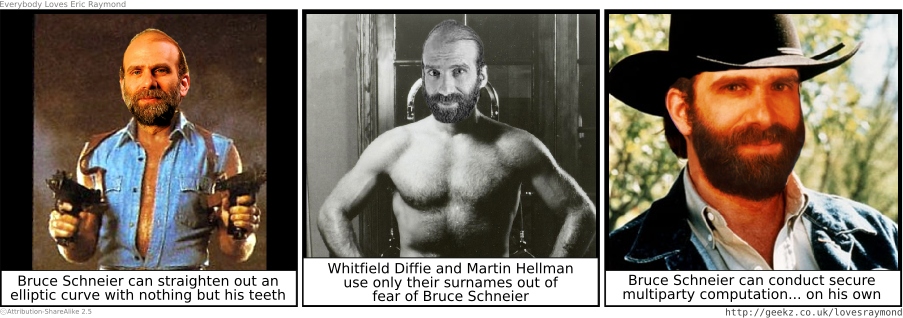 Everybody Loves Eric Raymond
Bruce Schneier can straighten out an
elliptic curve with nothing but his teeth
Whitfield Diffie and Martin Hellman
use only their surnames out of
fear of Bruce Schneier
Bruce Schneier can conduct secure
multiparty computation... on his own
Attribution-ShareAlike 2.5
http://geekz.co.uk/lovesraymond